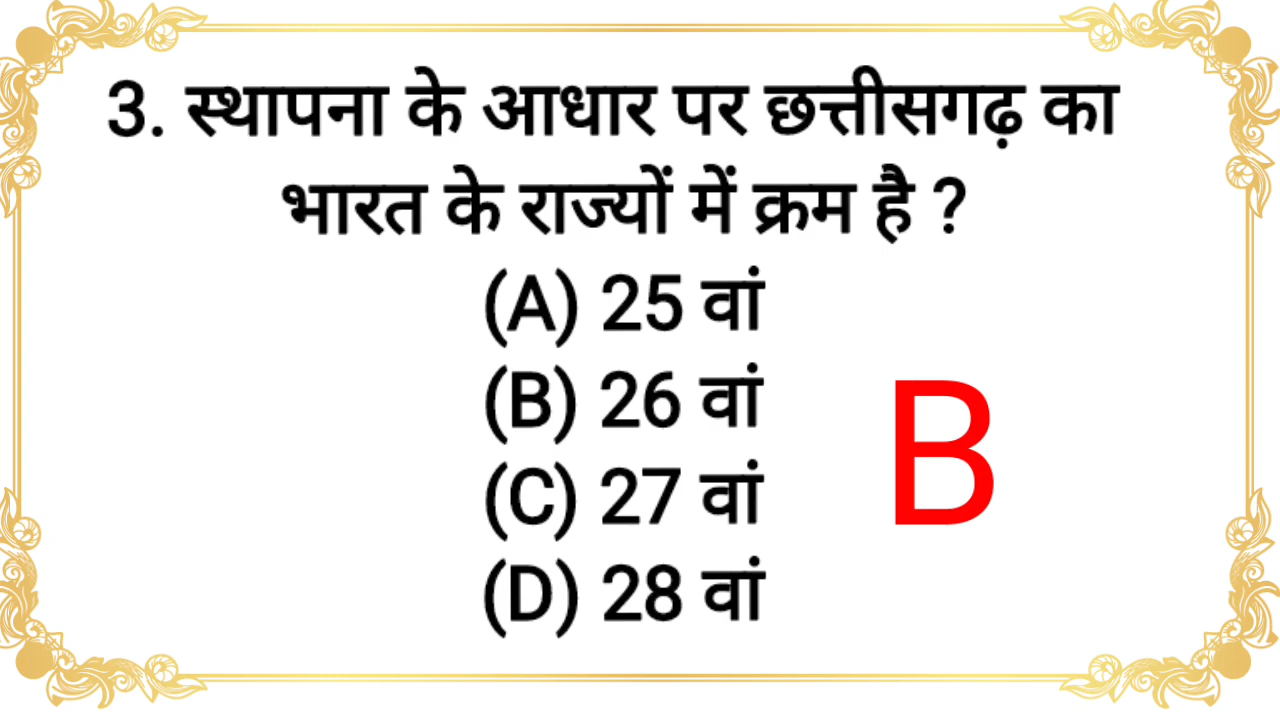 3. स्थापना के आधार पर छत्तीसगढ़ का
भारत के राज्यों में क्रम है ?
(A) 25 वां
(B) 26 वां
(C) 27 वां
(D) 28 वां
B